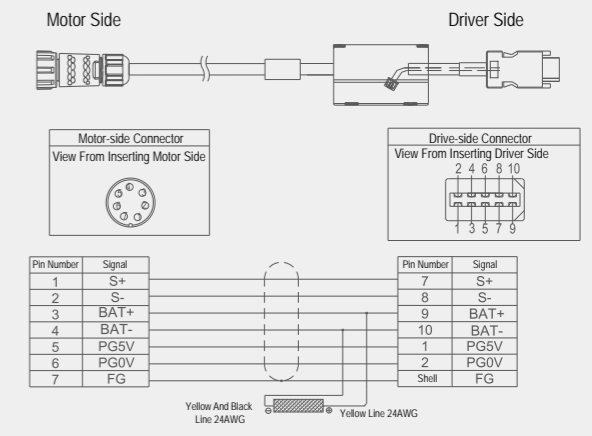 Motor Side Driver Side
Motor-side Connector
View From Inserting Motor Side
Drive-side Connector
View From Inserting Driver Side
2 4 6 8 10
1 3 5 7 9
Pin Number Signal Pin Number Signal
1 S+ 7 S+
2 S- 8 S-
3 BAT+ 9 BAT+
4 BAT- 10 BAT-
5 PG5V 1 PG5V
6 PG0V 2 PG0V
7 FG Shell FG
Yellow And Black
Line 24AWG
Yellow Line 24AWG